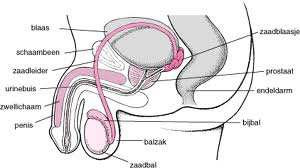 blaas
schaambeen
zaadleider
urinebuis
zwellichaam
penis
zaadblaasje
prostaat
endeldarm
bijbal
balzak
zaadbal